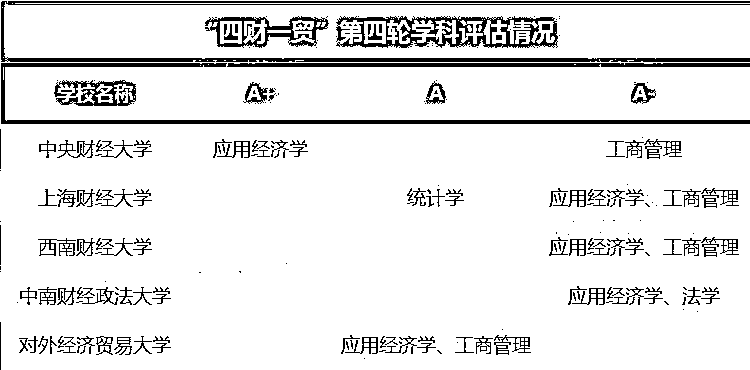 “四财一贸”第四轮学科评估情况
学校名称 A+ A A-
中央财经大学 应用经济学 工商管理
上海财经大学 统计学 应用经济学、工商管理
西南财经大学 应用经济学、工商管理
中南财经政法大学 应用经济学、法学
对外经济贸易大学 应用经济学、工商管理